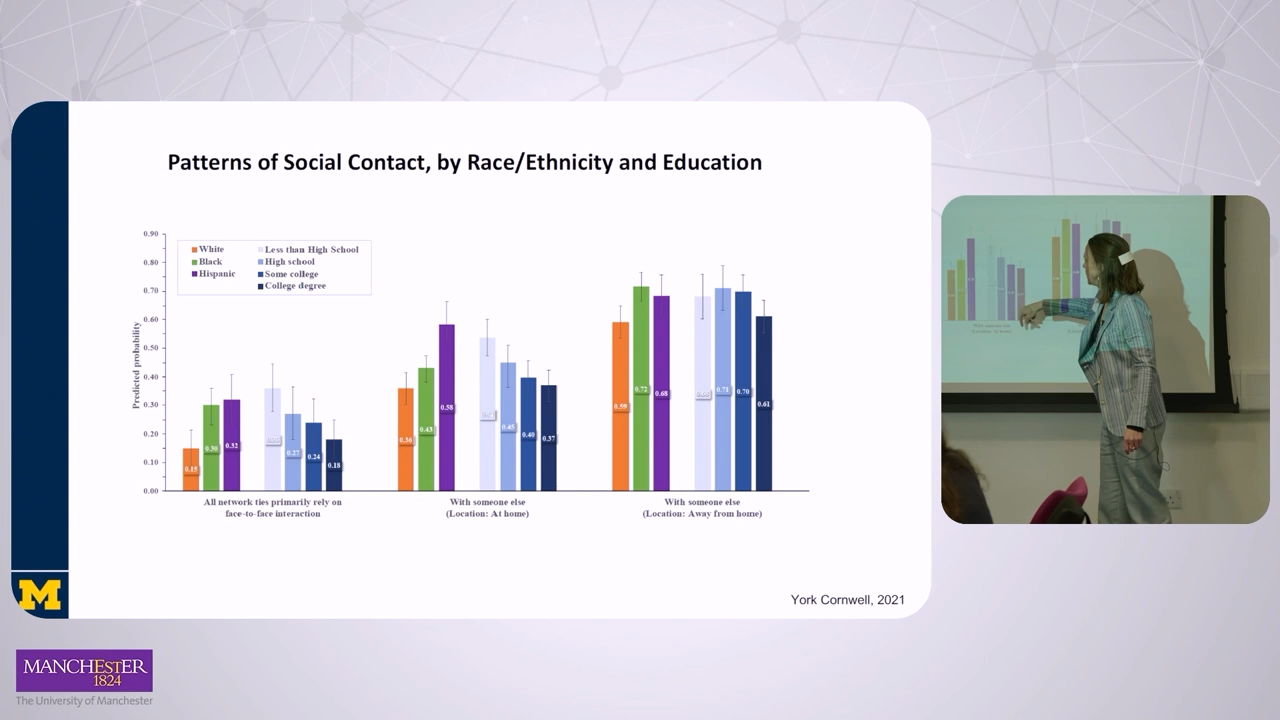 Patterns of Social Contact, by Race/Ethnicity and Education
Predicted probability
0.90
0.80
0.70
0.60
0.50
0.40
0.30
0.20
0.10
0.00
White
Black
Hispanic
Less than High School
High school
Some college
College degree
0.15
0.30
0.32
0.27
0.24
0.18
All network ties primarily rely on
face-to-face interaction
0.36
0.43
0.58
0.45
0.40
0.37
With someone else
(Location: At home)
0.59
0.72
0.68
0.71
0.70
0.61
With someone else
(Location: Away from home)
York Cornwell, 2021
M
MANCHESTER
1824
The University of Manchester